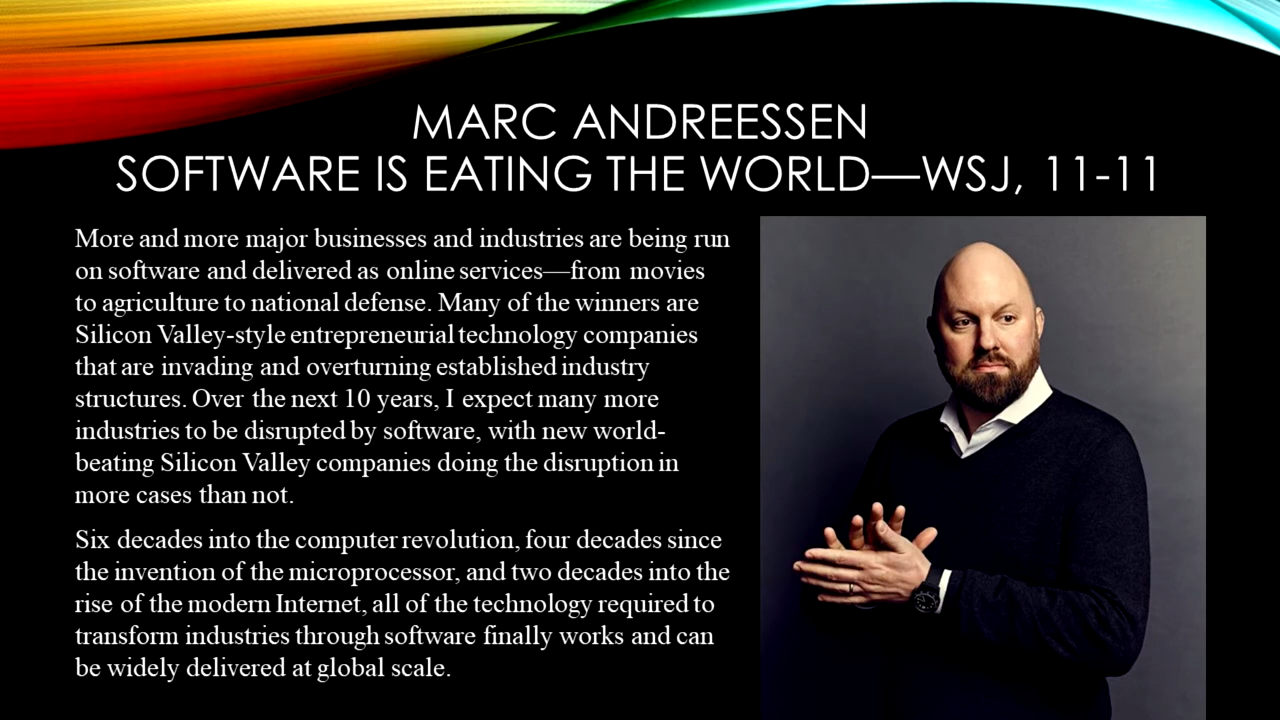 MARC ANDREESSEN
SOFTWARE IS EATING THE WORLD—WSJ, 11-11
More and more major businesses and industries are being run
on software and delivered as online services—from movies
to agriculture to national defense. Many of the winners are
Silicon Valley-style entrepreneurial technology companies
that are invading and overturning established industry
structures. Over the next 10 years, I expect many more
industries to be disrupted by software, with new world-
beating Silicon Valley companies doing the disruption in
more cases than not.
Six decades into the computer revolution, four decades since
the invention of the microprocessor, and two decades into the
rise of the modern Internet, all of the technology required to
transform industries through software finally works and can
be widely delivered at global scale.